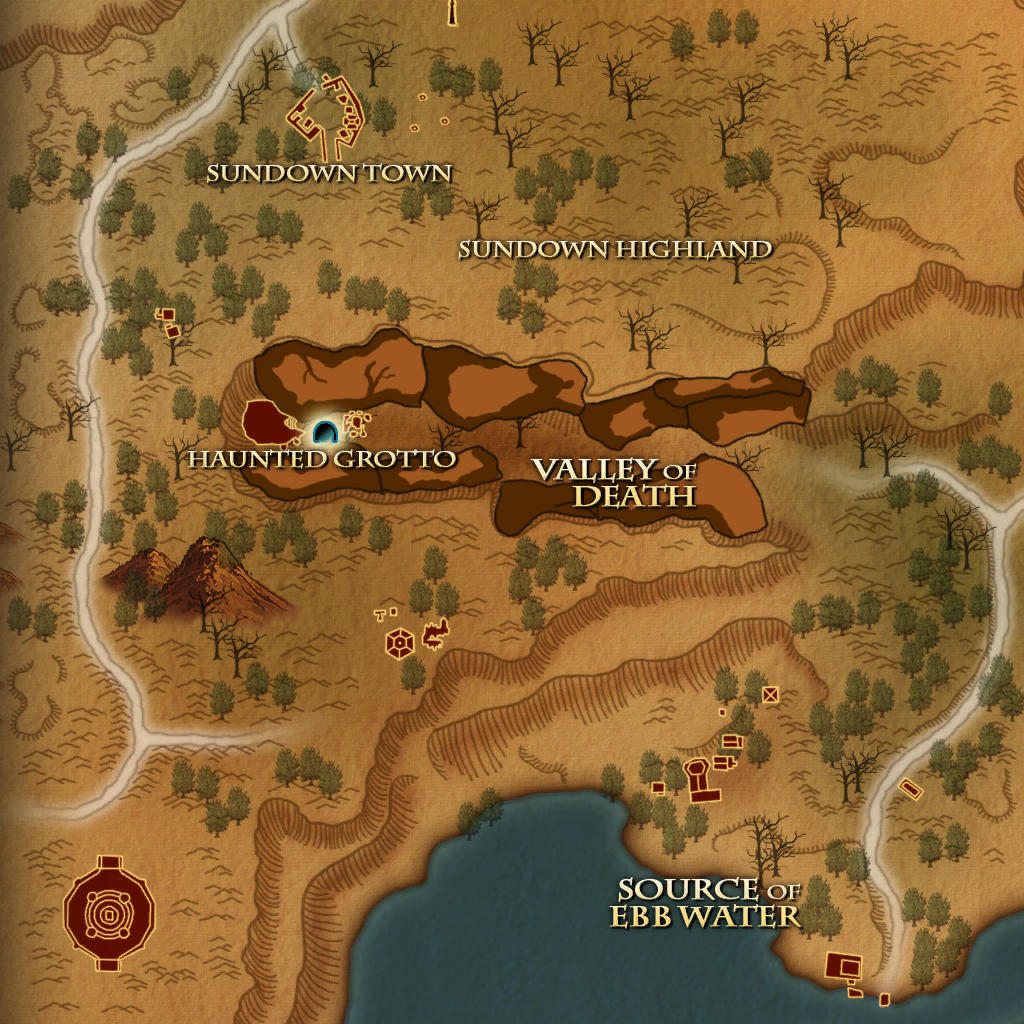 SUNDOWN TOWN
SUNDOWN HIGHLAND
HAUNTED GROTTO
VALLEY OF
DEATH
SOURCE OF
EBB WATER